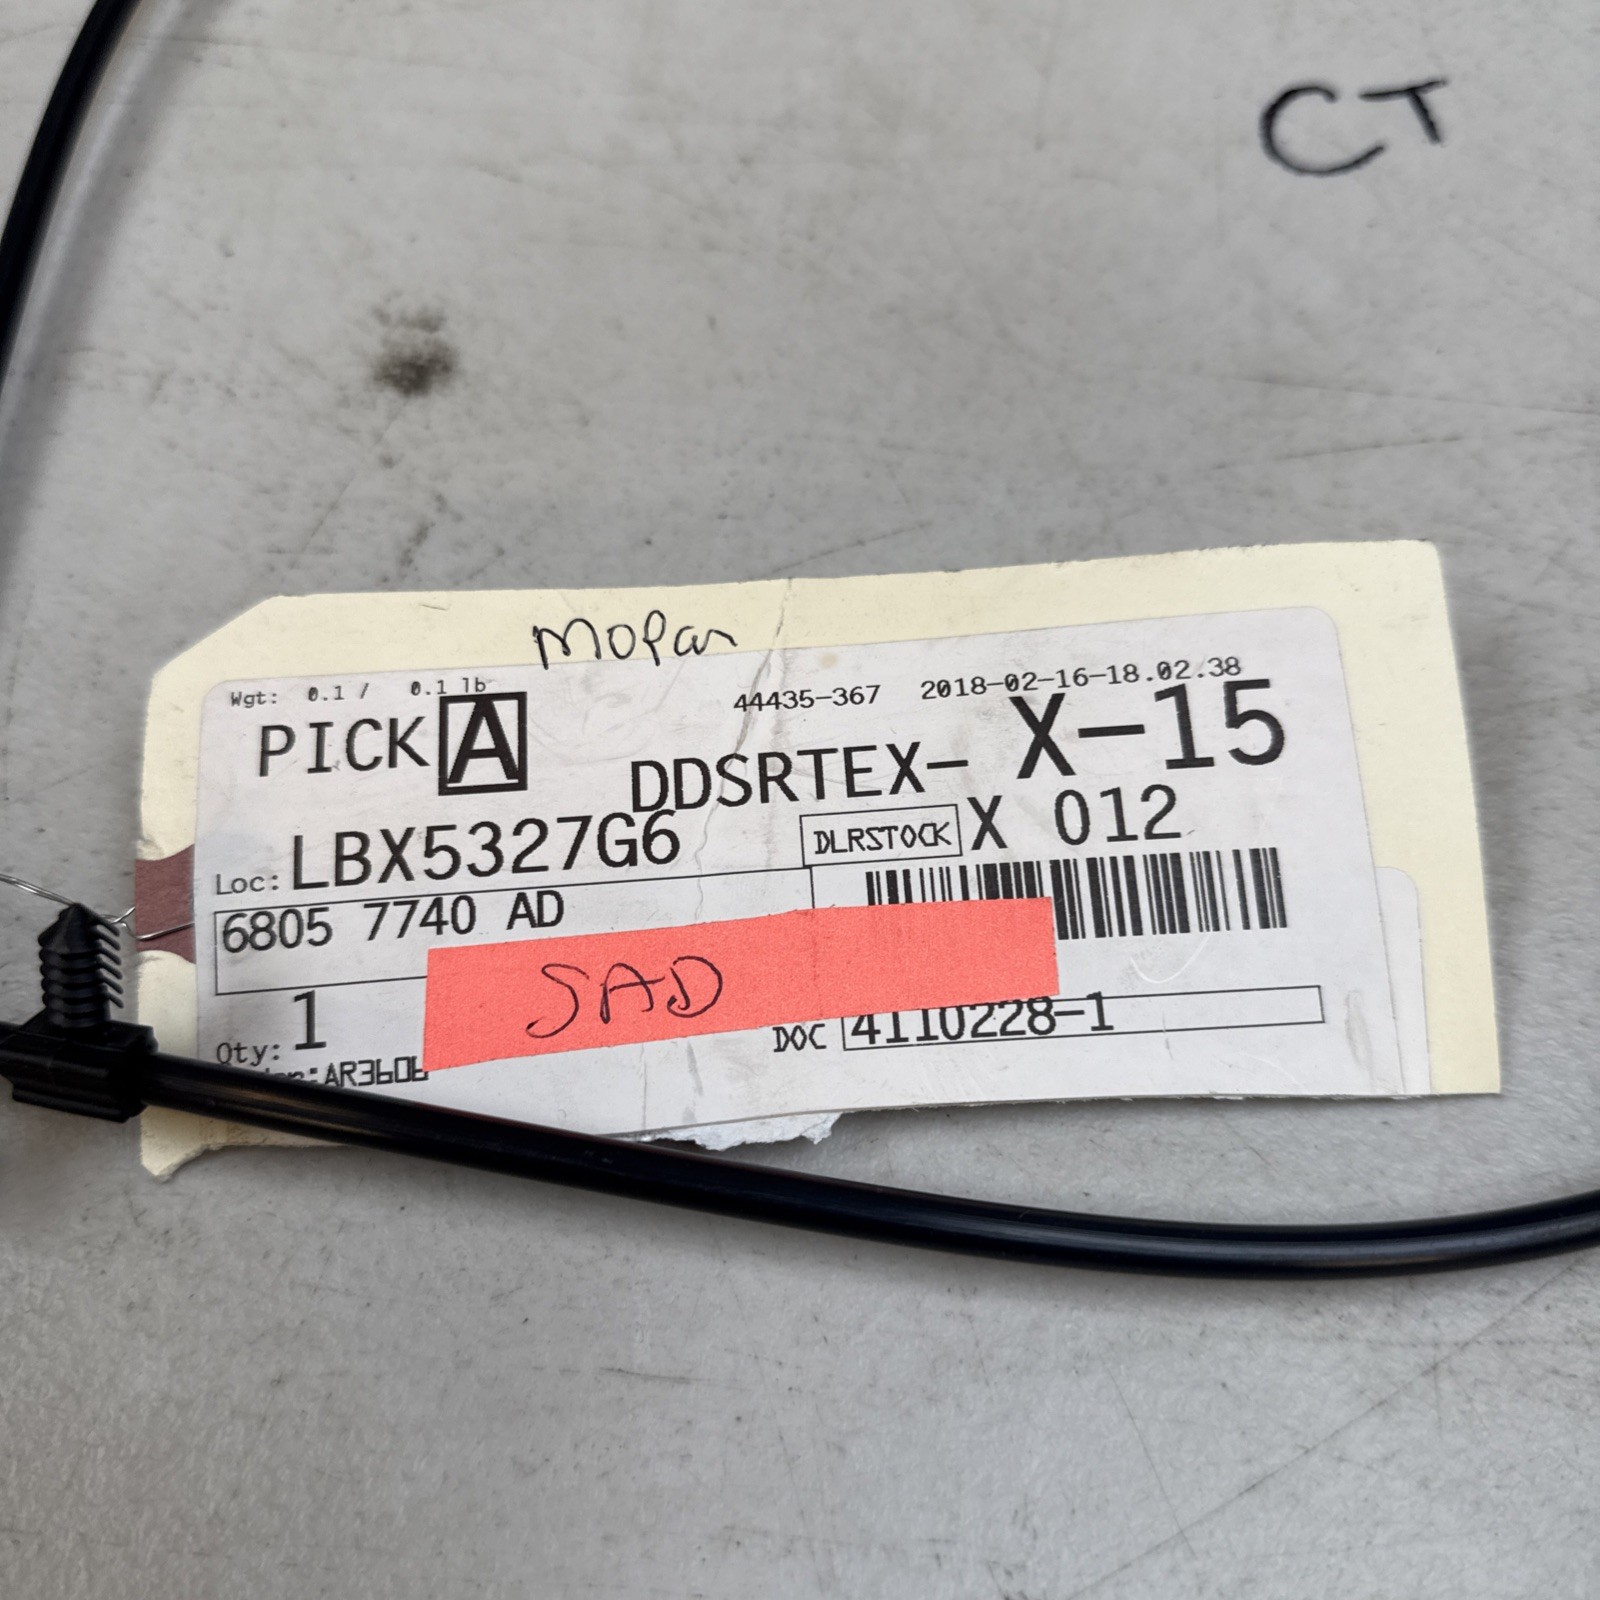 CT
Mopar
Wgt: 0.1 / 0.1 lb
44435-367 2018-02-16-18.02.38
PICK A
DDSRTEX- X-15
Loc: LBX5327G6
DLRSTOCK X 012
6805 7740 AD
SAD
Qty: 1
DOC 4110228-1
AR3606